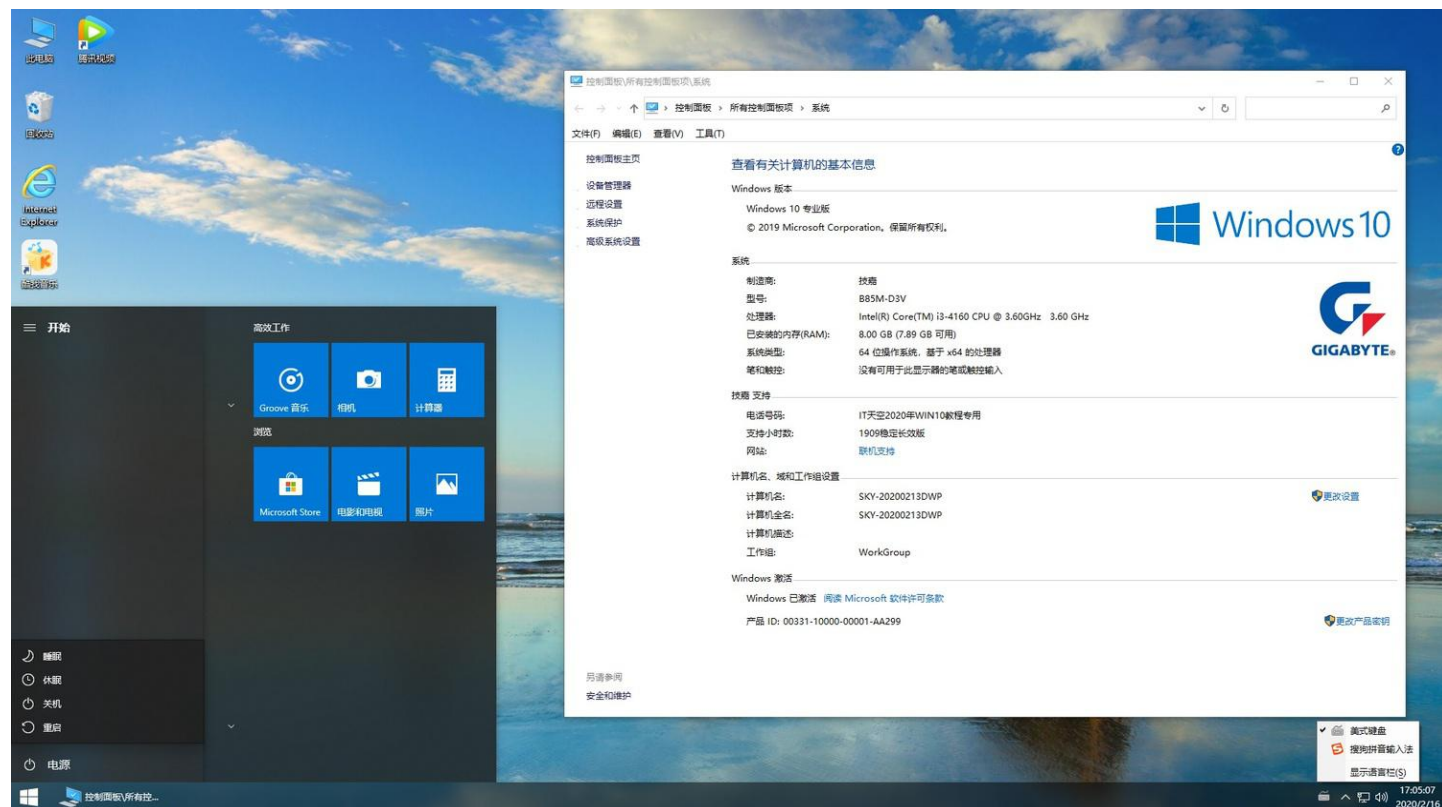 此电脑
腾讯视频
回收站
Internet
Explorer
酷我音乐
控制面板\所有控制面板项\系统
控制面板 › 所有控制面板项 › 系统
文件(F) 编辑(E) 查看(V) 工具(T)
控制面板主页
设备管理器
远程设置
系统保护
高级系统设置
另请参阅
安全和维护
查看有关计算机的基本信息
Windows 版本
Windows 10 专业版
© 2019 Microsoft Corporation。保留所有权利。
Windows 10
系统
制造商: 技嘉
型号: B85M-D3V
处理器: Intel(R) Core(TM) i3-4160 CPU @ 3.60GHz 3.60 GHz
已安装的内存(RAM): 8.00 GB (7.89 GB 可用)
系统类型: 64 位操作系统，基于 x64 的处理器
笔和触控: 没有可用于此显示器的笔或触控输入
GIGABYTE
技嘉 支持
电话号码: IT天空2020年WIN10教程专用
支持小时数: 1909稳定长效版
网站: 联机支持
计算机名、域和工作组设置
计算机名: SKY-20200213DWP
更改设置
计算机全名: SKY-20200213DWP
计算机描述:
工作组: WorkGroup
Windows 激活
Windows 已激活 阅读 Microsoft 软件许可条款
产品 ID: 00331-10000-00001-AA299
更改产品密钥
开始
高效工作
Groove 音乐
相机
计算器
浏览
Microsoft Store
电影和电视
照片
睡眠
休眠
关机
重启
电源
美式键盘
搜狗拼音输入法
显示语言栏(S)
控制面板\所有控...
17:05:07